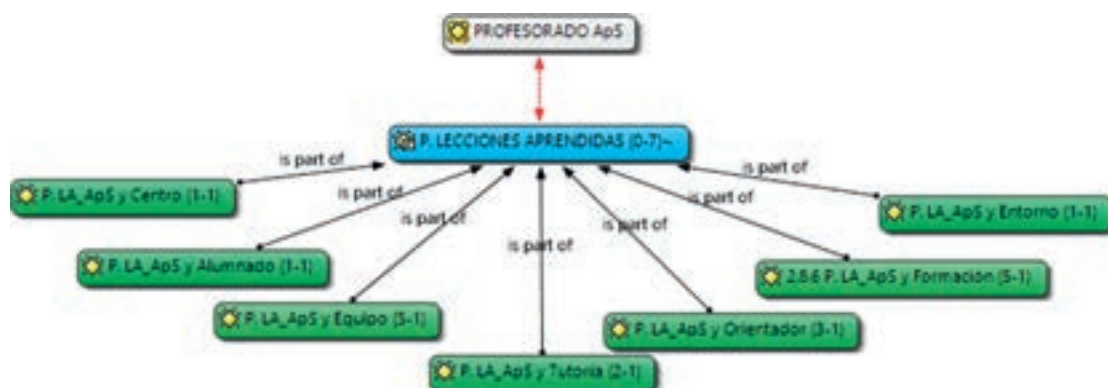 PROFESORADO ApS
P. LECCIONES APRENDIDAS {0-7}~
is part of
is part of
is part of
is part of
is part of
is part of
is part of
P. LA_ApS y Centro {1-1}
P. LA_ApS y Entorno {1-1}
P. LA_ApS y Alumnado {1-1}
2.8.6 P. LA_ApS y Formación {5-1}
P. LA_ApS y Equipo {5-1}
P. LA_ApS y Orientador {3-1}
P. LA_ApS y Tutoría {2-1}